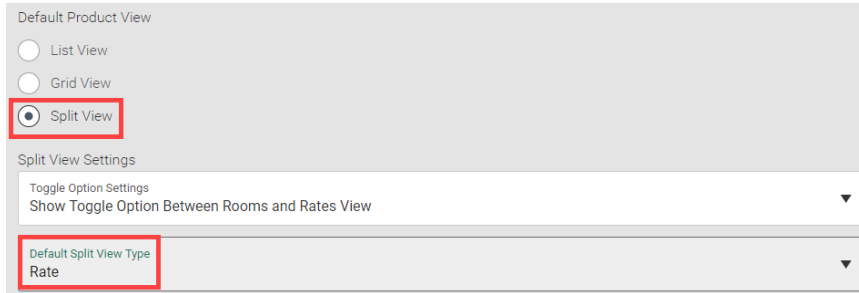 Default Product View
List View
Grid View
Split View
Split View Settings
Toggle Option Settings
Show Toggle Option Between Rooms and Rates View
Default Split View Type
Rate